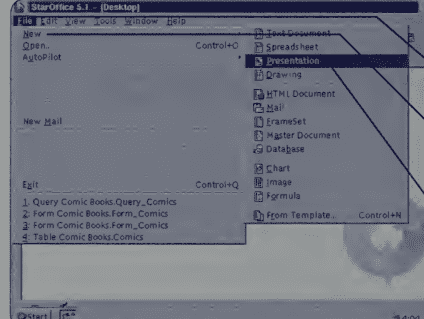 StarOffice 5.1 - [Desktop]
File Edit View Tools Window Help
New
Open.. Control+O
AutoPilot
New Mail
Exit Control+Q
1: Query Comic Books.Query_Comics
2: Form Comic Books.Form_Comics
3: Form Comic Books.Form_Comics
4: Table Comic Books.Comics
Text Document
Spreadsheet
Presentation
Drawing
HTML Document
Mail
FrameSet
Master Document
Database
Chart
Image
Formula
From Template.. Control+N
Start